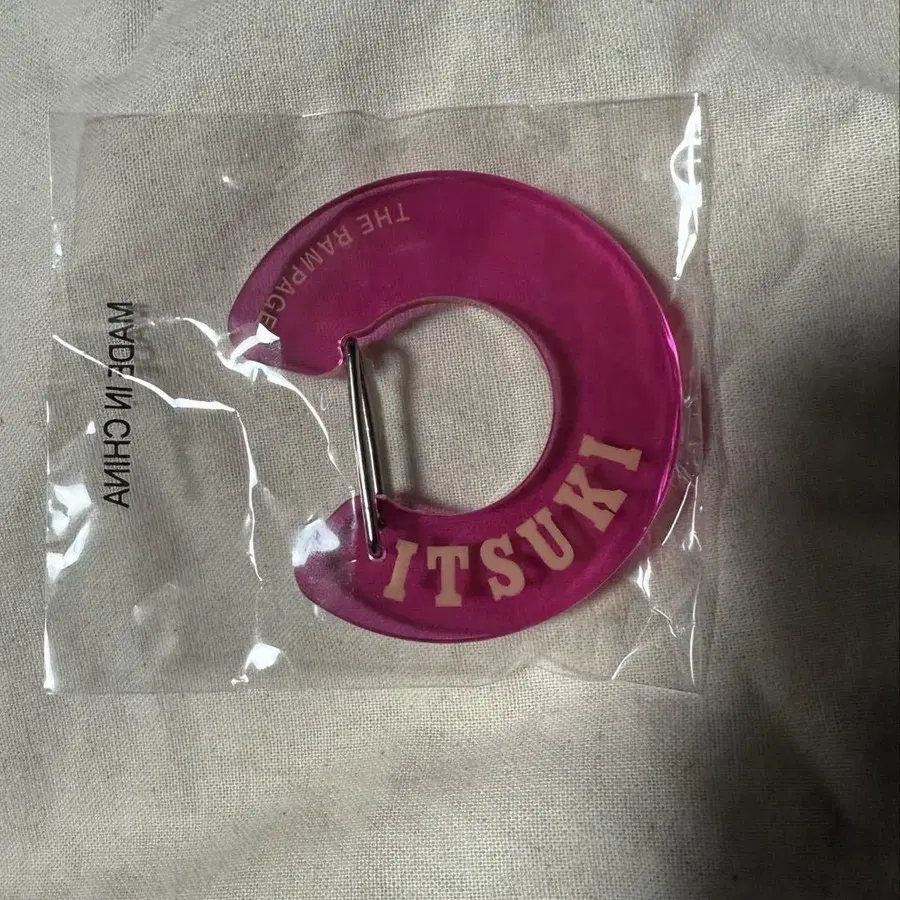 THE RAMPAGE
ITSUKI
MADE IN CHINA